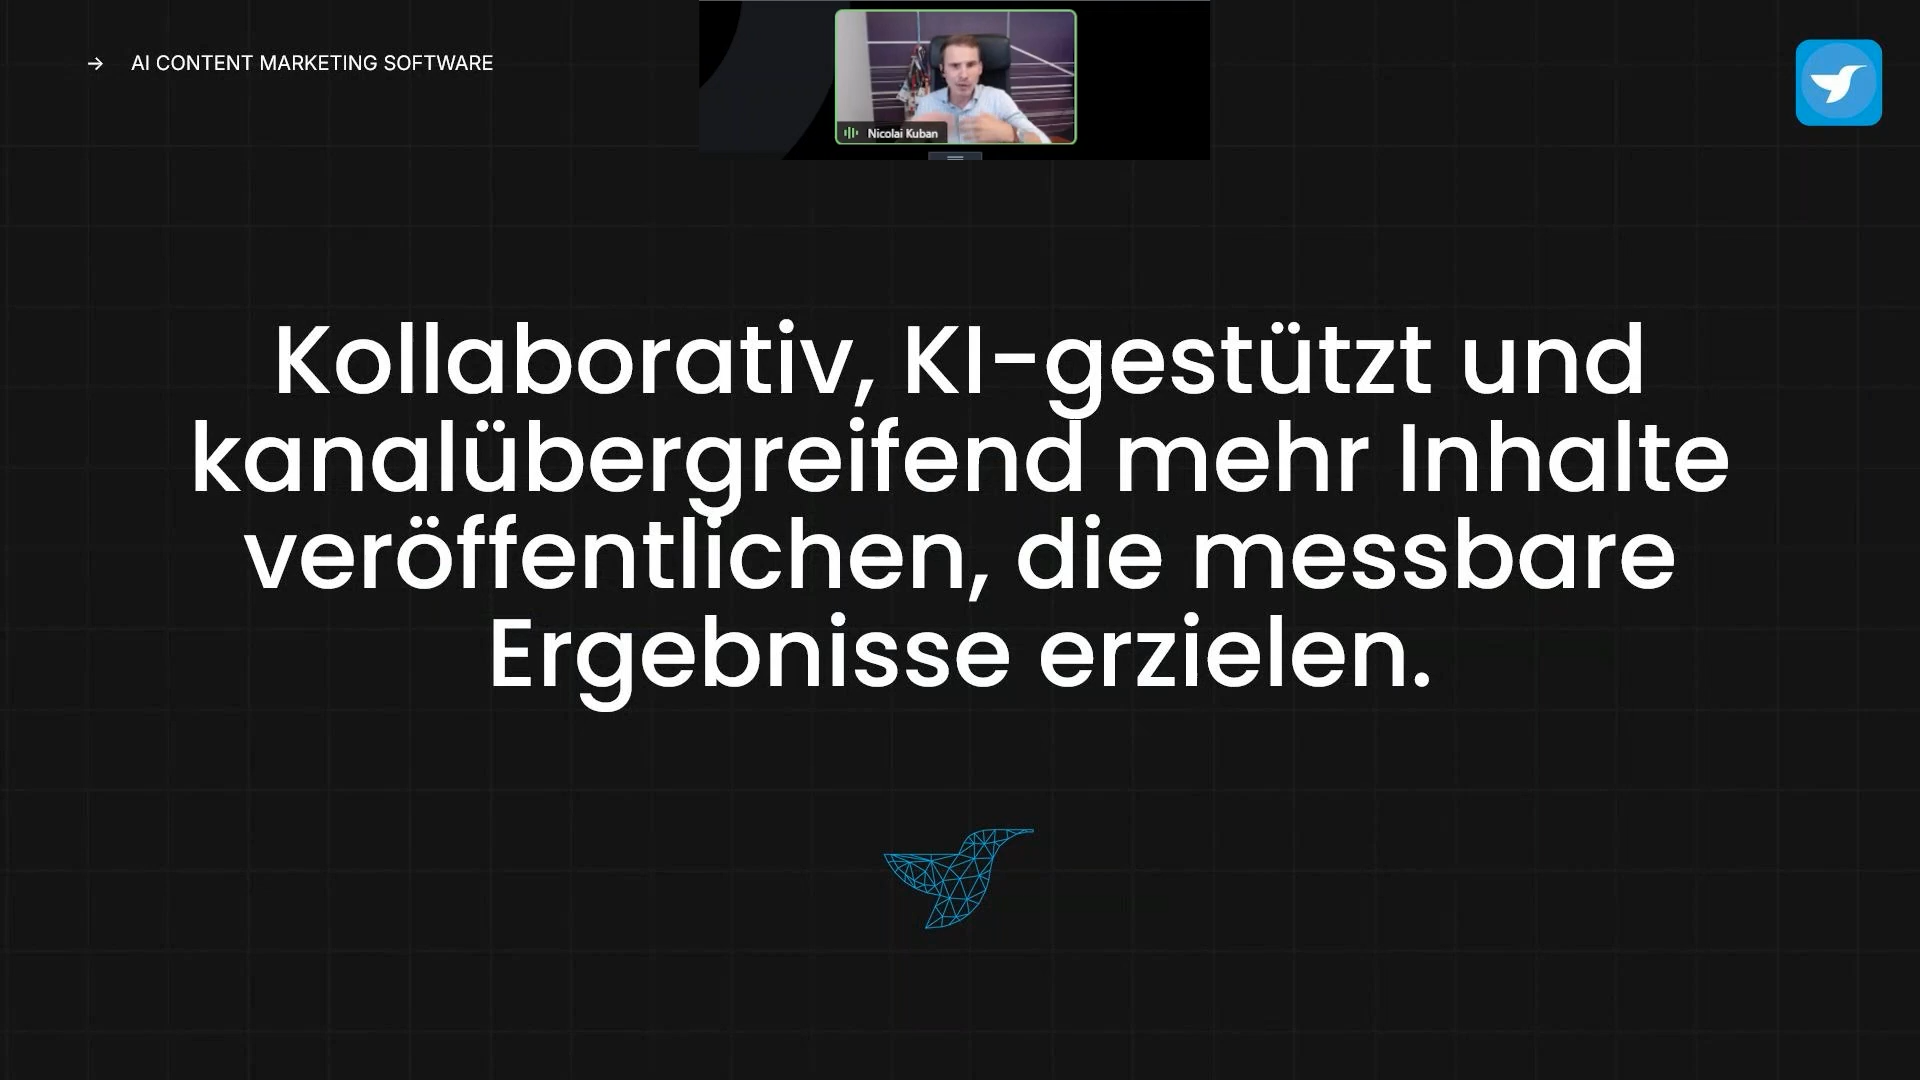 → AI CONTENT MARKETING SOFTWARE
Nicolai Kuban
Kollaborativ, KI-gestützt und
kanalübergreifend mehr Inhalte
veröffentlichen, die messbare
Ergebnisse erzielen.